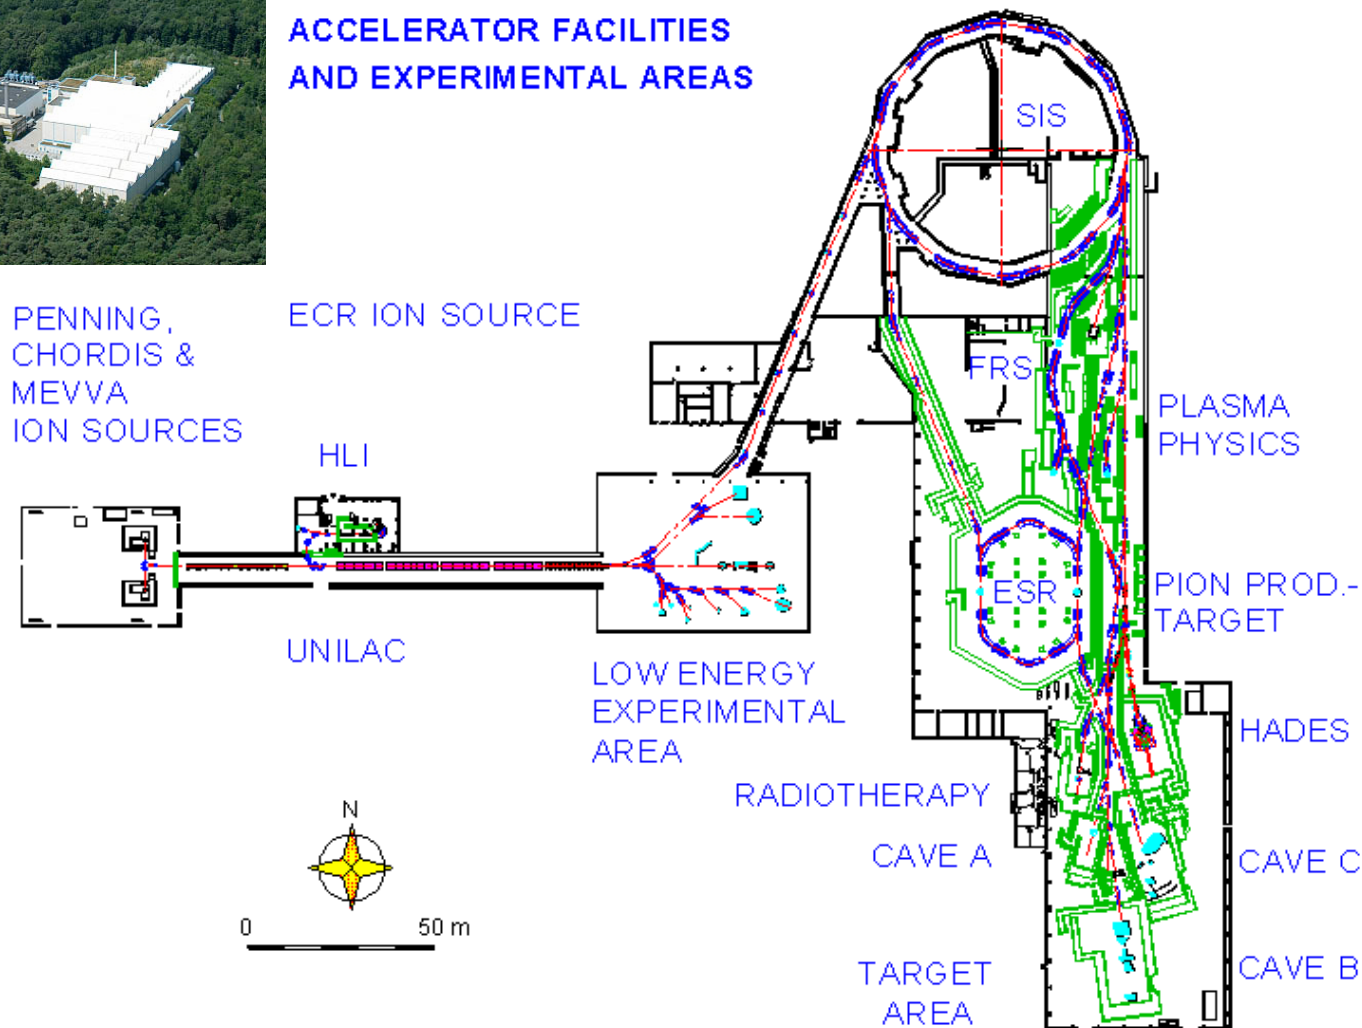 ACCELERATOR FACILITIES
AND EXPERIMENTAL AREAS
SIS
PENNING,
CHORDIS &
MEVVA
ION SOURCES
ECR ION SOURCE
HLI
FRS
PLASMA
PHYSICS
UNILAC
ESR
PION PROD.-
TARGET
LOW ENERGY
EXPERIMENTAL
AREA
HADES
RADIOTHERAPY
CAVE A
CAVE C
N
0 50 m
TARGET
AREA
CAVE B